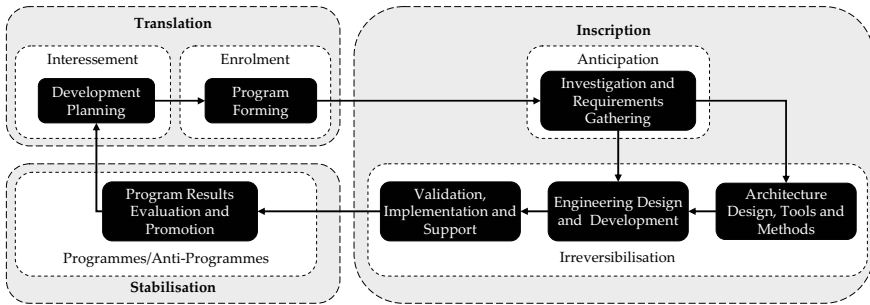 Translation
Interessement
Enrolment
Development
Planning
Program
Forming
Inscription
Anticipation
Investigation and
Requirements
Gathering
Program Results
Evaluation and
Promotion
Programmes/Anti-Programmes
Stabilisation
Validation,
Implementation and
Support
Engineering Design
and Development
Architecture
Design, Tools and
Methods
Irreversibilisation